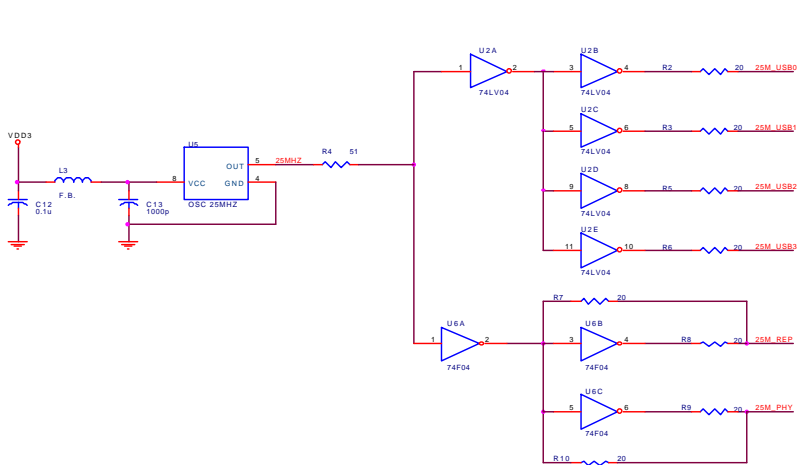 U2A
1 2
74LV04
U2B
3 4 R2 20 25M_USB0
74LV04
U2C
5 6 R3 20 25M_USB1
74LV04
U2D
9 8 R5 20 25M_USB2
74LV04
U2E
11 10 R6 20 25M_USB3
74LV04
VDD3
L3
F.B.
C12
0.1u
C13
1000p
U5
8 VCC OUT 5
GND 4
OSC 25MHZ
25MHZ
R4 51
U6A
1 2
74F04
R7 20
U6B
3 4 R8 20 25M_REP
74F04
U6C
5 6 R9 20 25M_PHY
74F04
R10 20